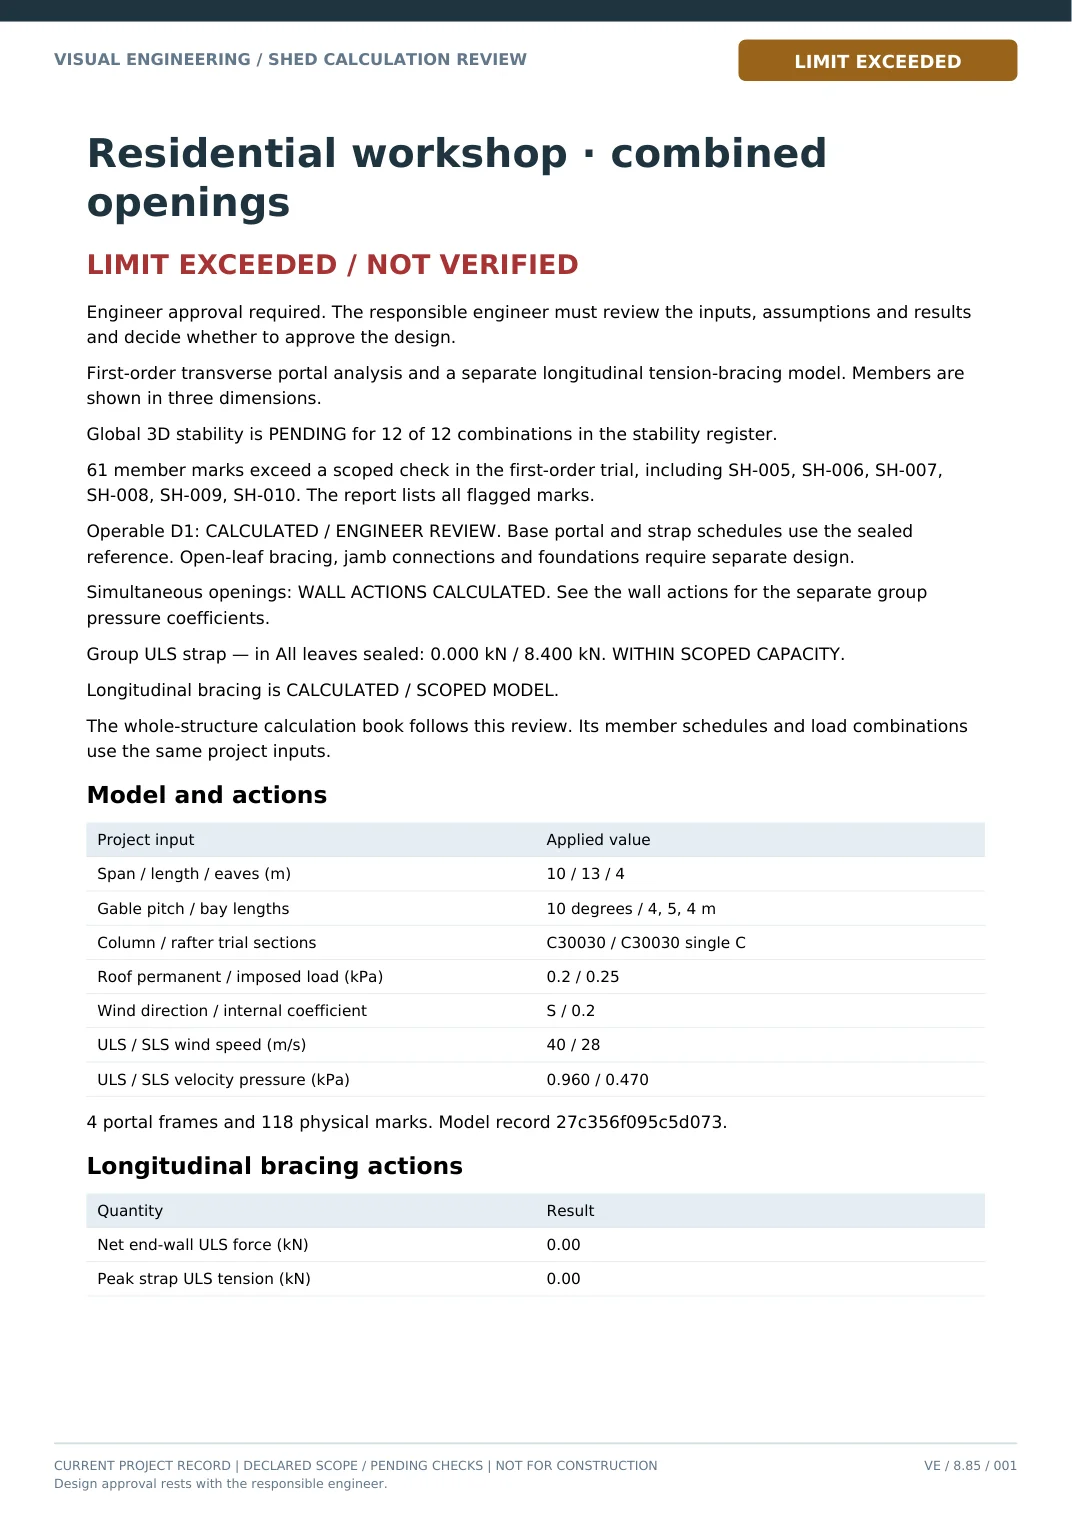 VISUAL ENGINEERING / SHED CALCULATION REVIEW
LIMIT EXCEEDED
Residential workshop · combined
openings
LIMIT EXCEEDED / NOT VERIFIED
Engineer approval required. The responsible engineer must review the inputs, assumptions and results
and decide whether to approve the design.
First-order transverse portal analysis and a separate longitudinal tension-bracing model. Members are
shown in three dimensions.
Global 3D stability is PENDING for 12 of 12 combinations in the stability register.
61 member marks exceed a scoped check in the first-order trial, including SH-005, SH-006, SH-007,
SH-008, SH-009, SH-010. The report lists all flagged marks.
Operable D1: CALCULATED / ENGINEER REVIEW. Base portal and strap schedules use the sealed
reference. Open-leaf bracing, jamb connections and foundations require separate design.
Simultaneous openings: WALL ACTIONS CALCULATED. See the wall actions for the separate group
pressure coefficients.
Group ULS strap — in All leaves sealed: 0.000 kN / 8.400 kN. WITHIN SCOPED CAPACITY.
Longitudinal bracing is CALCULATED / SCOPED MODEL.
The whole-structure calculation book follows this review. Its member schedules and load combinations
use the same project inputs.
Model and actions
Project input Applied value
Span / length / eaves (m) 10 / 13 / 4
Gable pitch / bay lengths 10 degrees / 4, 5, 4 m
Column / rafter trial sections C30030 / C30030 single C
Roof permanent / imposed load (kPa) 0.2 / 0.25
Wind direction / internal coefficient S / 0.2
ULS / SLS wind speed (m/s) 40 / 28
ULS / SLS velocity pressure (kPa) 0.960 / 0.470
4 portal frames and 118 physical marks. Model record 27c356f095c5d073.
Longitudinal bracing actions
Quantity Result
Net end-wall ULS force (kN) 0.00
Peak strap ULS tension (kN) 0.00
CURRENT PROJECT RECORD | DECLARED SCOPE / PENDING CHECKS | NOT FOR CONSTRUCTION VE / 8.85 / 001
Design approval rests with the responsible engineer.